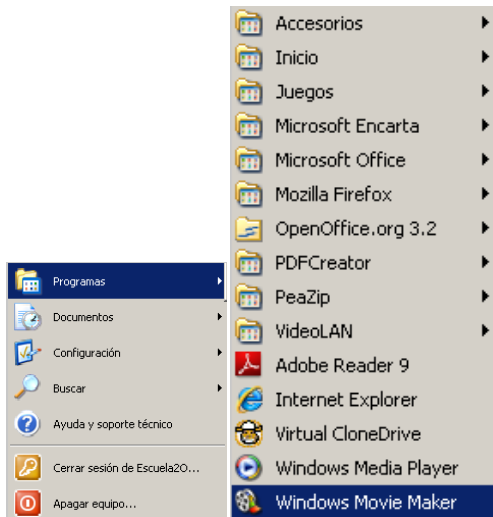 Programas
Documentos
Configuración
Buscar
Ayuda y soporte técnico
Cerrar sesión de Escuela2O...
Apagar equipo...
Accesorios
Inicio
Juegos
Microsoft Encarta
Microsoft Office
Mozilla Firefox
OpenOffice.org 3.2
PDFCreator
PeaZip
VideoLAN
Adobe Reader 9
Internet Explorer
Virtual CloneDrive
Windows Media Player
Windows Movie Maker